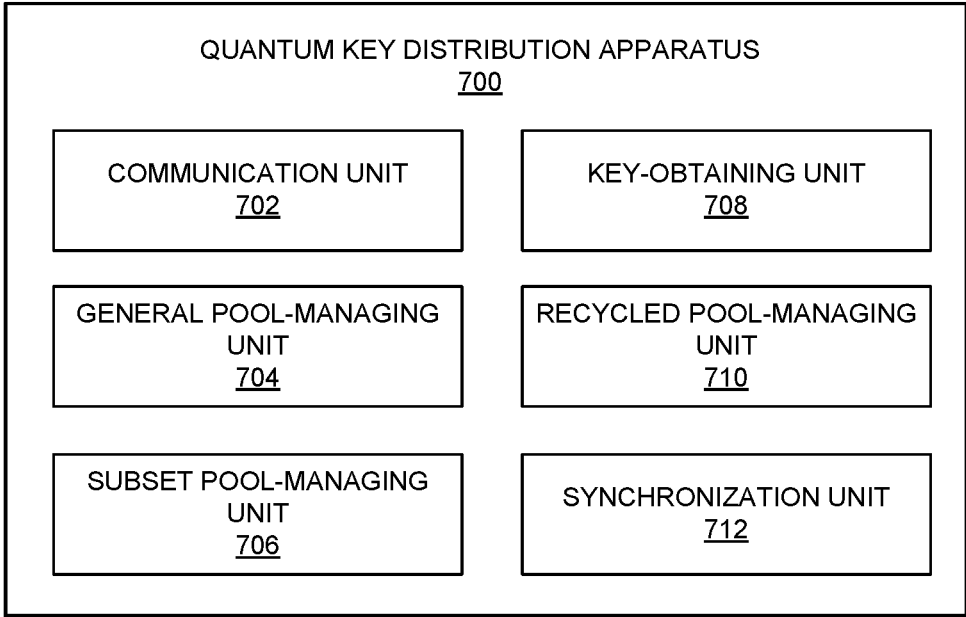 QUANTUM KEY DISTRIBUTION APPARATUS
700
COMMUNICATION UNIT
702
KEY-OBTAINING UNIT
708
GENERAL POOL-MANAGING
UNIT
704
RECYCLED POOL-MANAGING
UNIT
710
SUBSET POOL-MANAGING
UNIT
706
SYNCHRONIZATION UNIT
712